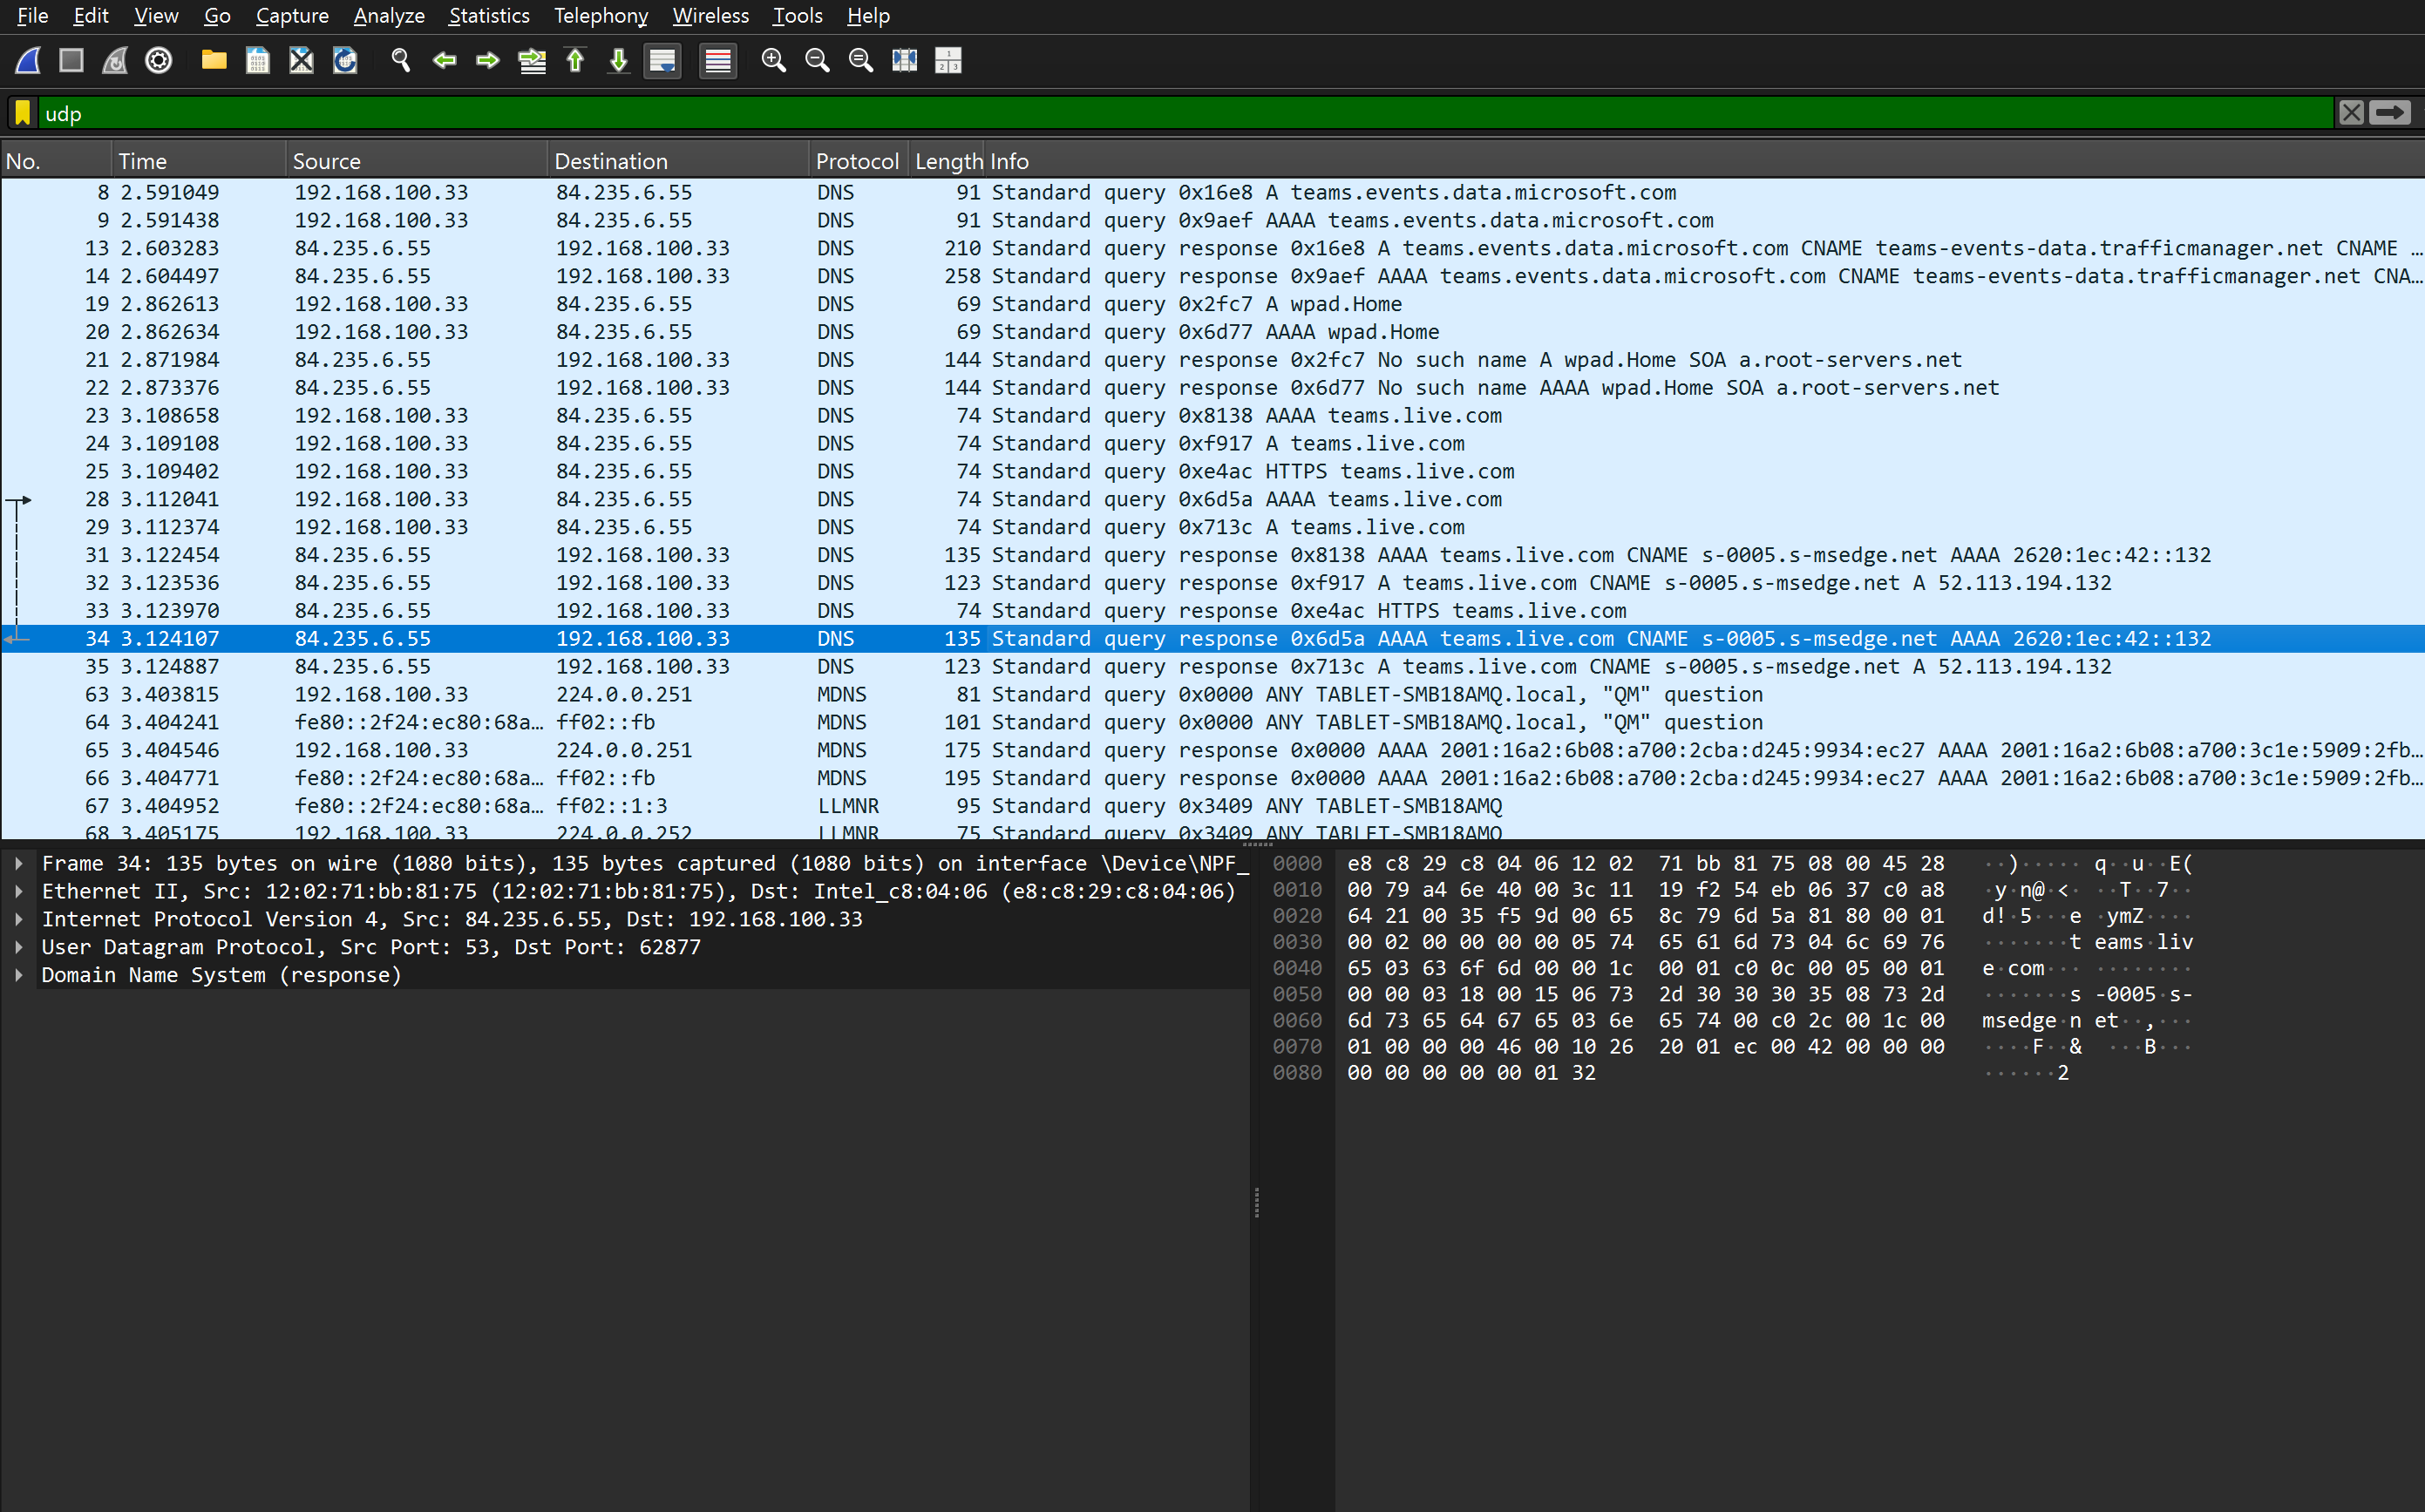 File Edit View Go Capture Analyze Statistics Telephony Wireless Tools Help
udp
No. Time Source Destination Protocol Length Info
8 2.591049 192.168.100.33 84.235.6.55 DNS 91 Standard query 0x16e8 A teams.events.data.microsoft.com
9 2.591438 192.168.100.33 84.235.6.55 DNS 91 Standard query 0x9aef AAAA teams.events.data.microsoft.com
13 2.603283 84.235.6.55 192.168.100.33 DNS 210 Standard query response 0x16e8 A teams.events.data.microsoft.com CNAME teams-events-data.trafficmanager.net CNAME …
14 2.604497 84.235.6.55 192.168.100.33 DNS 258 Standard query response 0x9aef AAAA teams.events.data.microsoft.com CNAME teams-events-data.trafficmanager.net CNA…
19 2.862613 192.168.100.33 84.235.6.55 DNS 69 Standard query 0x2fc7 A wpad.Home
20 2.862634 192.168.100.33 84.235.6.55 DNS 69 Standard query 0x6d77 AAAA wpad.Home
21 2.871984 84.235.6.55 192.168.100.33 DNS 144 Standard query response 0x2fc7 No such name A wpad.Home SOA a.root-servers.net
22 2.873376 84.235.6.55 192.168.100.33 DNS 144 Standard query response 0x6d77 No such name AAAA wpad.Home SOA a.root-servers.net
23 3.108658 192.168.100.33 84.235.6.55 DNS 74 Standard query 0x8138 AAAA teams.live.com
24 3.109108 192.168.100.33 84.235.6.55 DNS 74 Standard query 0xf917 A teams.live.com
25 3.109402 192.168.100.33 84.235.6.55 DNS 74 Standard query 0xe4ac HTTPS teams.live.com
28 3.112041 192.168.100.33 84.235.6.55 DNS 74 Standard query 0x6d5a AAAA teams.live.com
29 3.112374 192.168.100.33 84.235.6.55 DNS 74 Standard query 0x713c A teams.live.com
31 3.122454 84.235.6.55 192.168.100.33 DNS 135 Standard query response 0x8138 AAAA teams.live.com CNAME s-0005.s-msedge.net AAAA 2620:1ec:42::132
32 3.123536 84.235.6.55 192.168.100.33 DNS 123 Standard query response 0xf917 A teams.live.com CNAME s-0005.s-msedge.net A 52.113.194.132
33 3.123970 84.235.6.55 192.168.100.33 DNS 74 Standard query response 0xe4ac HTTPS teams.live.com
34 3.124107 84.235.6.55 192.168.100.33 DNS 135 Standard query response 0x6d5a AAAA teams.live.com CNAME s-0005.s-msedge.net AAAA 2620:1ec:42::132
35 3.124887 84.235.6.55 192.168.100.33 DNS 123 Standard query response 0x713c A teams.live.com CNAME s-0005.s-msedge.net A 52.113.194.132
63 3.403815 192.168.100.33 224.0.0.251 MDNS 81 Standard query 0x0000 ANY TABLET-SMB18AMQ.local, "QM" question
64 3.404241 fe80::2f24:ec80:68a… ff02::fb MDNS 101 Standard query 0x0000 ANY TABLET-SMB18AMQ.local, "QM" question
65 3.404546 192.168.100.33 224.0.0.251 MDNS 175 Standard query response 0x0000 AAAA 2001:16a2:6b08:a700:2cba:d245:9934:ec27 AAAA 2001:16a2:6b08:a700:3c1e:5909:2fb…
66 3.404771 fe80::2f24:ec80:68a… ff02::fb MDNS 195 Standard query response 0x0000 AAAA 2001:16a2:6b08:a700:2cba:d245:9934:ec27 AAAA 2001:16a2:6b08:a700:3c1e:5909:2fb…
67 3.404952 fe80::2f24:ec80:68a… ff02::1:3 LLMNR 95 Standard query 0x3409 ANY TABLET-SMB18AMQ
68 3.405175 192.168.100.33 224.0.0.252 LLMNR 75 Standard query 0x3409 ANY TABLET-SMB18AMQ
Frame 34: 135 bytes on wire (1080 bits), 135 bytes captured (1080 bits) on interface \Device\NPF_
Ethernet II, Src: 12:02:71:bb:81:75 (12:02:71:bb:81:75), Dst: Intel_c8:04:06 (e8:c8:29:c8:04:06)
Internet Protocol Version 4, Src: 84.235.6.55, Dst: 192.168.100.33
User Datagram Protocol, Src Port: 53, Dst Port: 62877
Domain Name System (response)
0000 e8 c8 29 c8 04 06 12 02 71 bb 81 75 08 00 45 28 ··)····· q··u··E(
0010 00 79 a4 6e 40 00 3c 11 19 f2 54 eb 06 37 c0 a8 ·y·n@·<· ··T··7··
0020 64 21 00 35 f5 9d 00 65 8c 79 6d 5a 81 80 00 01 d!·5···e ·ymZ····
0030 00 02 00 00 00 00 05 74 65 61 6d 73 04 6c 69 76 ·······t eams·liv
0040 65 03 63 6f 6d 00 00 1c 00 01 c0 0c 00 05 00 01 e·com··· ········
0050 00 00 03 18 00 15 06 73 2d 30 30 30 35 08 73 2d ·······s -0005·s-
0060 6d 73 65 64 67 65 03 6e 65 74 00 c0 2c 00 1c 00 msedge·n et··,···
0070 01 00 00 00 46 00 10 26 20 01 ec 00 42 00 00 00 ····F··&  ···B···
0080 00 00 00 00 00 01 32 ······2